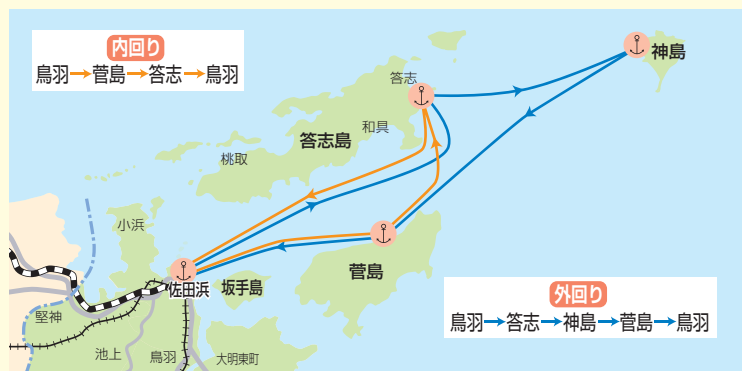 内回り
鳥羽→菅島→答志→鳥羽
神島
答志
和具
答志島
桃取
小浜
佐田浜
坂手島
菅島
堅神
池上
鳥羽
大明東町
外回り
鳥羽→答志→神島→菅島→鳥羽